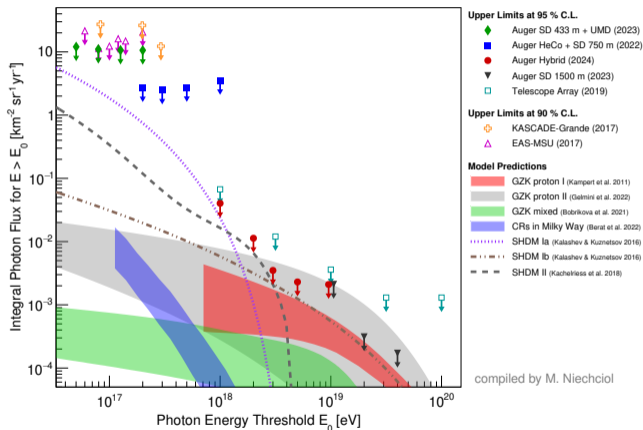 Integral Photon Flux for E > E₀ [km⁻² sr⁻¹ yr⁻¹]
10
1
10⁻¹
10⁻²
10⁻³
10⁻⁴
10¹⁷ 10¹⁸ 10¹⁹ 10²⁰
Photon Energy Threshold E₀ [eV]
Upper Limits at 95 % C.L.
Auger SD 433 m + UMD (2023)
Auger HeCo + SD 750 m (2022)
Auger Hybrid (2024)
Auger SD 1500 m (2023)
Telescope Array (2019)
Upper Limits at 90 % C.L.
KASCADE-Grande (2017)
EAS-MSU (2017)
Model Predictions
GZK proton I (Kampert et al. 2011)
GZK proton II (Gelmini et al. 2022)
GZK mixed (Bobrikova et al. 2021)
CRs in Milky Way (Berat et al. 2022)
SHDM Ia (Kalashev & Kuznetsov 2016)
SHDM Ib (Kalashev & Kuznetsov 2016)
SHDM II (Kachelriess et al. 2018)
compiled by M. Niechciol